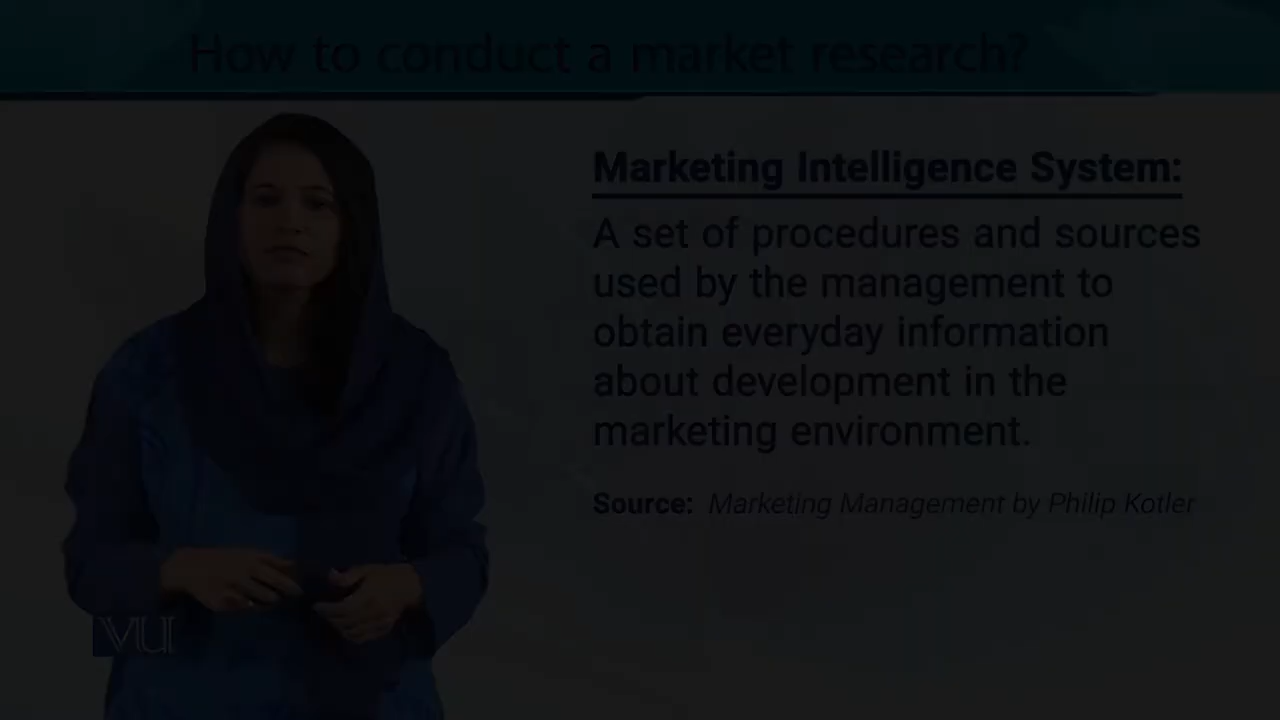 How to conduct a market research?
Marketing Intelligence System:
A set of procedures and sources
used by the management to
obtain everyday information
about development in the
marketing environment.
Source: Marketing Management by Philip Kotler
VU